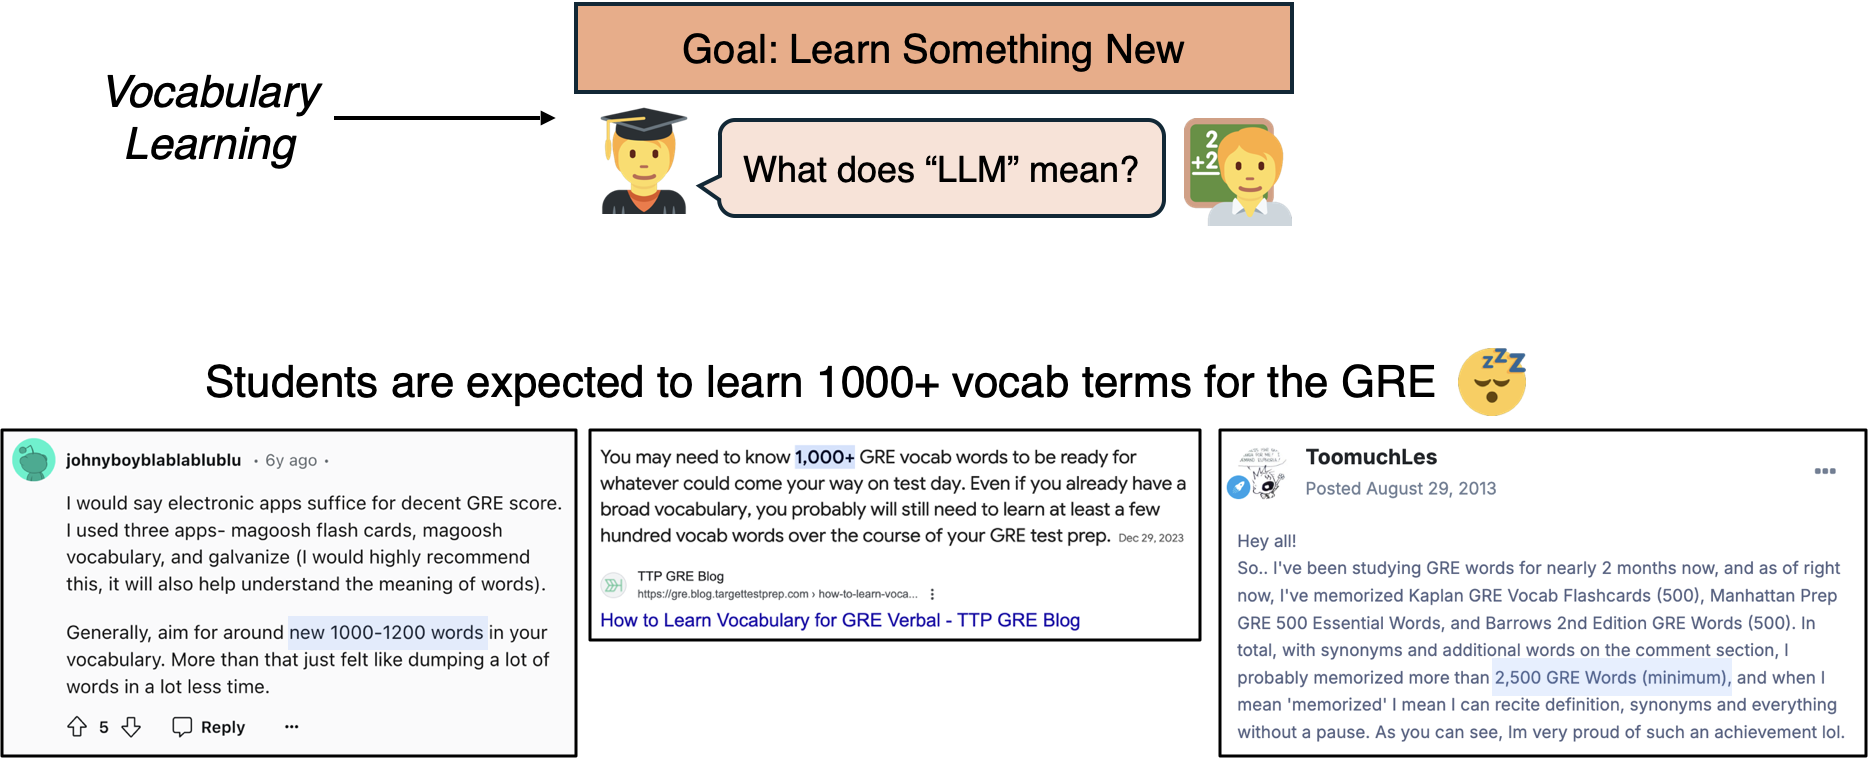 Goal: Learn Something New
Vocabulary
Learning
What does “LLM” mean?
2
+2
Students are expected to learn 1000+ vocab terms for the GRE
zzz
johnyboyblablablublu · 6y ago ·
I would say electronic apps suffice for decent GRE score.
I used three apps- magoosh flash cards, magoosh
vocabulary, and galvanize (I would highly recommend
this, it will also help understand the meaning of words).
Generally, aim for around new 1000-1200 words in your
vocabulary. More than that just felt like dumping a lot of
words in a lot less time.
5 Reply ...
You may need to know 1,000+ GRE vocab words to be ready for
whatever could come your way on test day. Even if you already have a
broad vocabulary, you probably will still need to learn at least a few
hundred vocab words over the course of your GRE test prep. Dec 29, 2023
TTP GRE Blog
https://gre.blog.targettestprep.com › how-to-learn-voca...
How to Learn Vocabulary for GRE Verbal - TTP GRE Blog
ToomuchLes
Posted August 29, 2013
Hey all!
So.. I've been studying GRE words for nearly 2 months now, and as of right
now, I've memorized Kaplan GRE Vocab Flashcards (500), Manhattan Prep
GRE 500 Essential Words, and Barrows 2nd Edition GRE Words (500). In
total, with synonyms and additional words on the comment section, I
probably memorized more than 2,500 GRE Words (minimum), and when I
mean 'memorized' I mean I can recite definition, synonyms and everything
without a pause. As you can see, Im very proud of such an achievement lol.